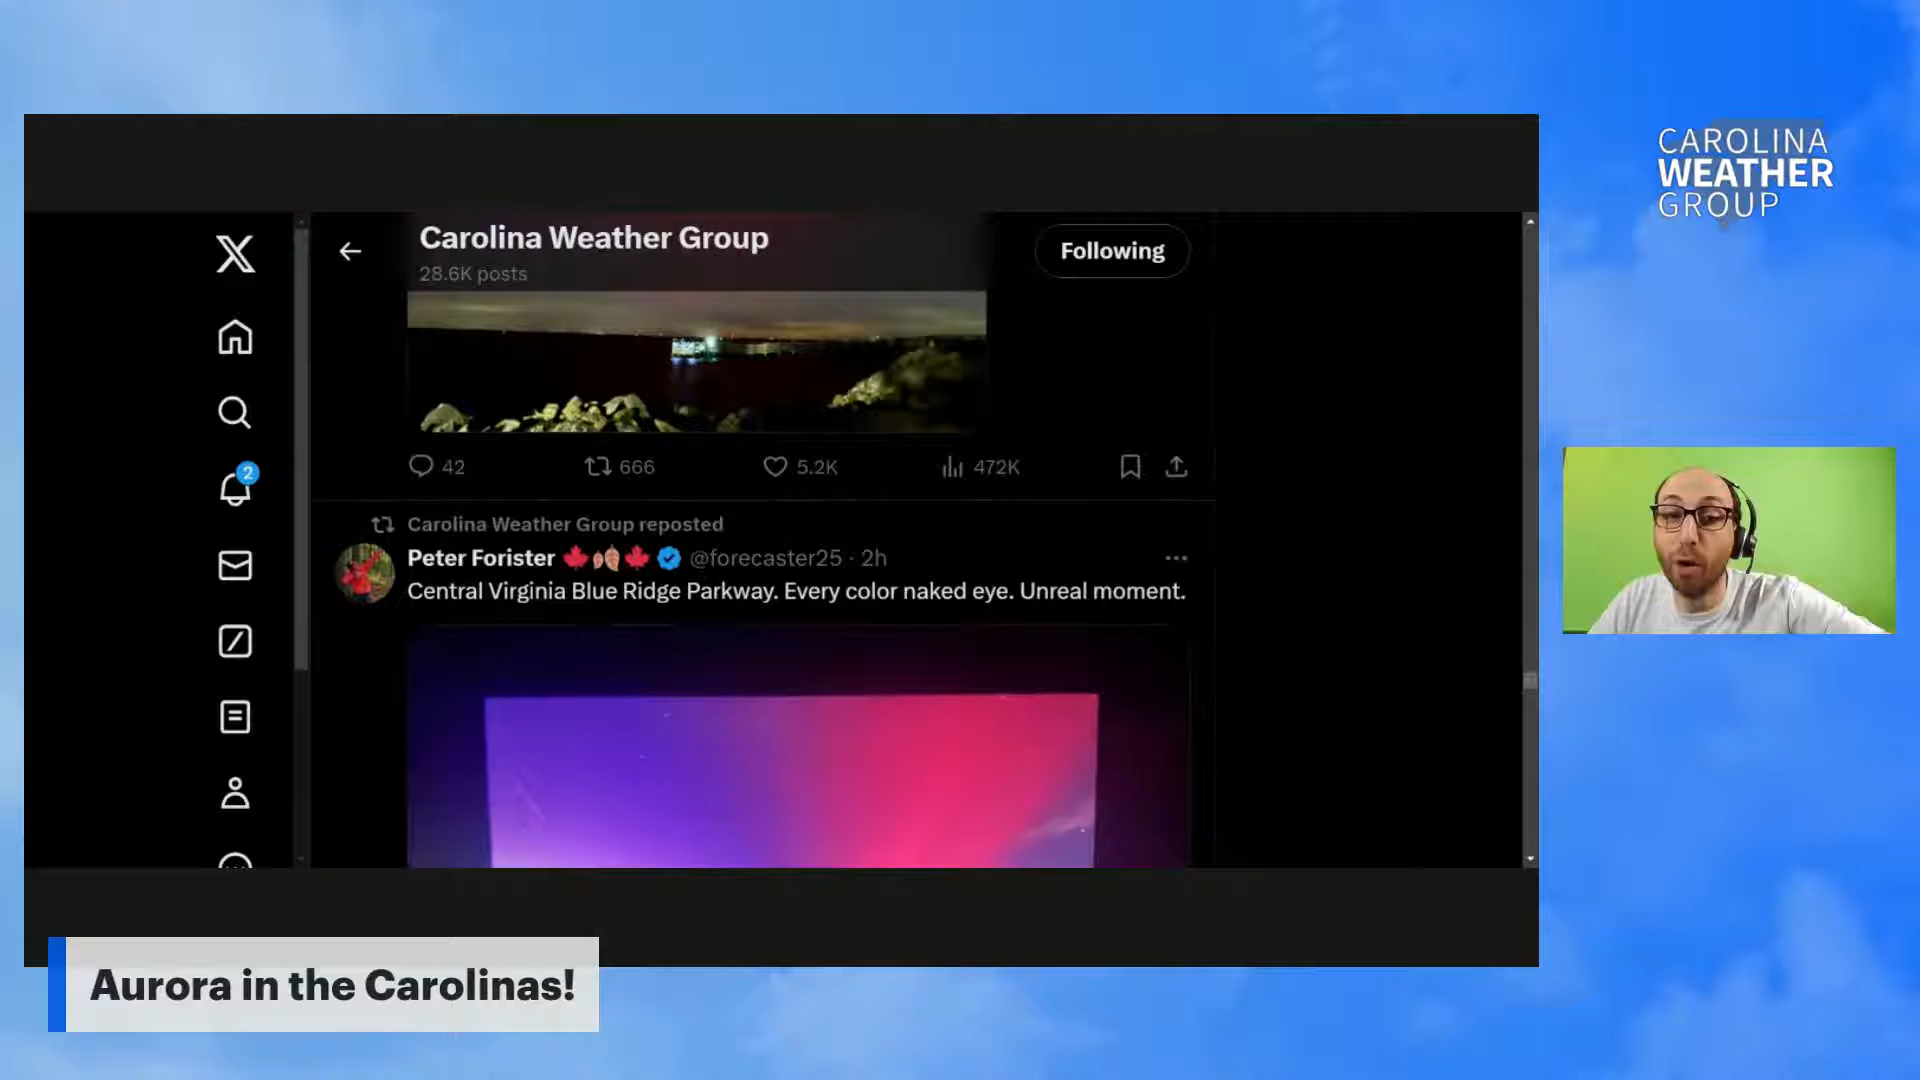 CAROLINA
WEATHER
GROUP
Carolina Weather Group
28.6K posts
Following
42
666
5.2K
472K
2
Carolina Weather Group reposted
Peter Forister 🍁🍂🍁 @forecaster25 · 2h
Central Virginia Blue Ridge Parkway. Every color naked eye. Unreal moment.
Aurora in the Carolinas!